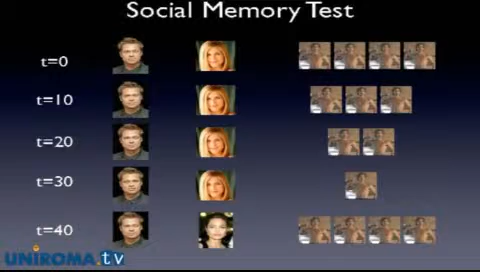 Social Memory Test
t=0
t=10
t=20
t=30
t=40
UNIROMA.tv